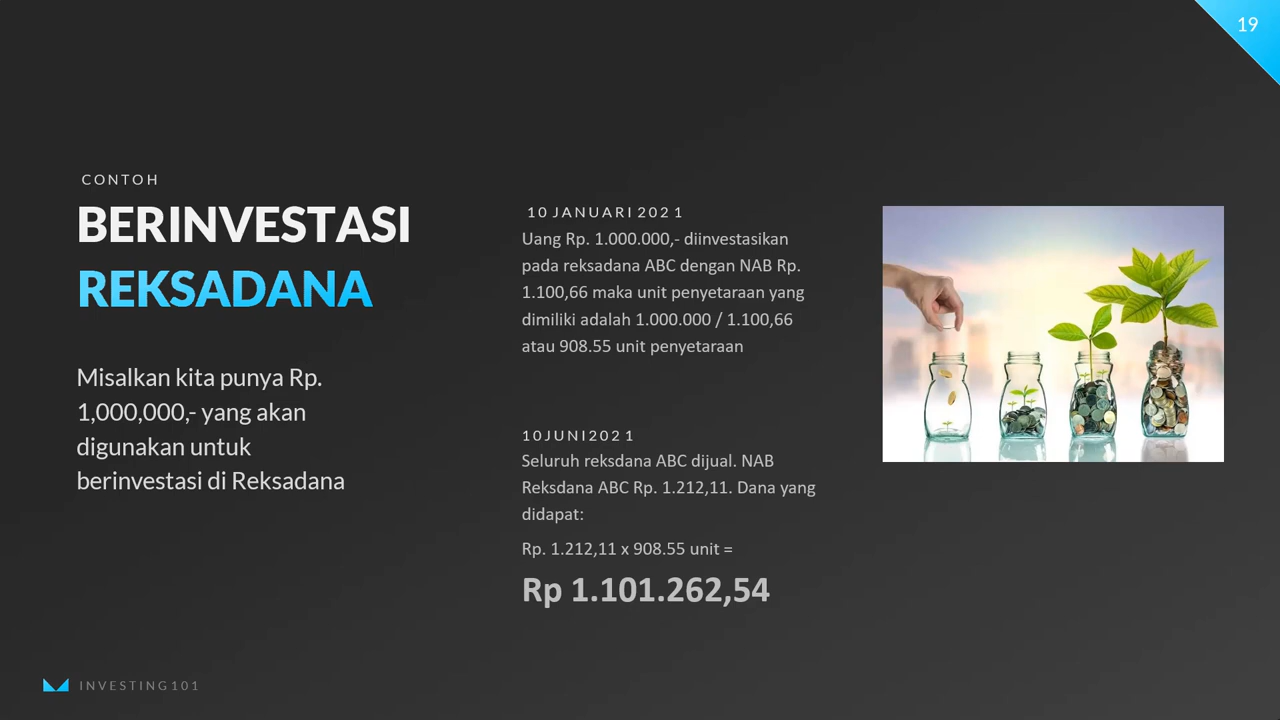 19
CONTOH
BERINVESTASI
REKSADANA
Misalkan kita punya Rp.
1,000,000,- yang akan
digunakan untuk
berinvestasi di Reksadana
10 JANUARI 2021
Uang Rp. 1.000.000,- diinvestasikan
pada reksadana ABC dengan NAB Rp.
1.100,66 maka unit penyetaraan yang
dimiliki adalah 1.000.000 / 1.100,66
atau 908.55 unit penyetaraan
10JUNI2021
Seluruh reksdana ABC dijual. NAB
Reksdana ABC Rp. 1.212,11. Dana yang
didapat:
Rp. 1.212,11 x 908.55 unit =
Rp 1.101.262,54
INVESTING101